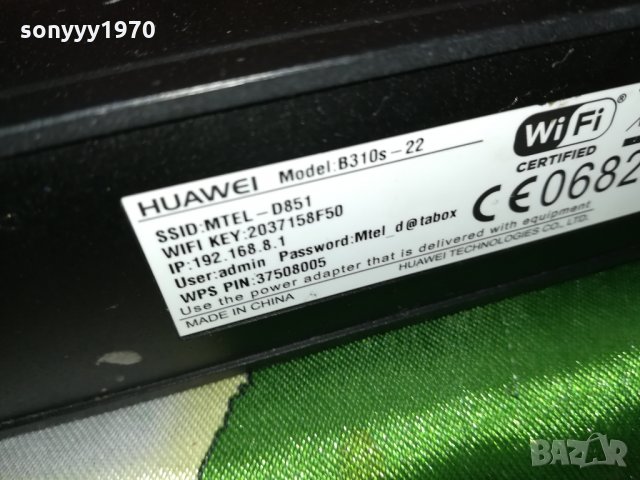 sonyyy1970
HUAWEI Model:B310s-22
SSID:MTEL-D851
WIFI KEY:2037158F50
IP:192.168.8.1
User:admin Password:Mtel_d@tabox
WPS PIN:37508005
Use the power adapter that is delivered with equipment
HUAWEI TECHNOLOGIES CO., LTD.
MADE IN CHINA
WiFi
CERTIFIED
CE0682
BAZAR